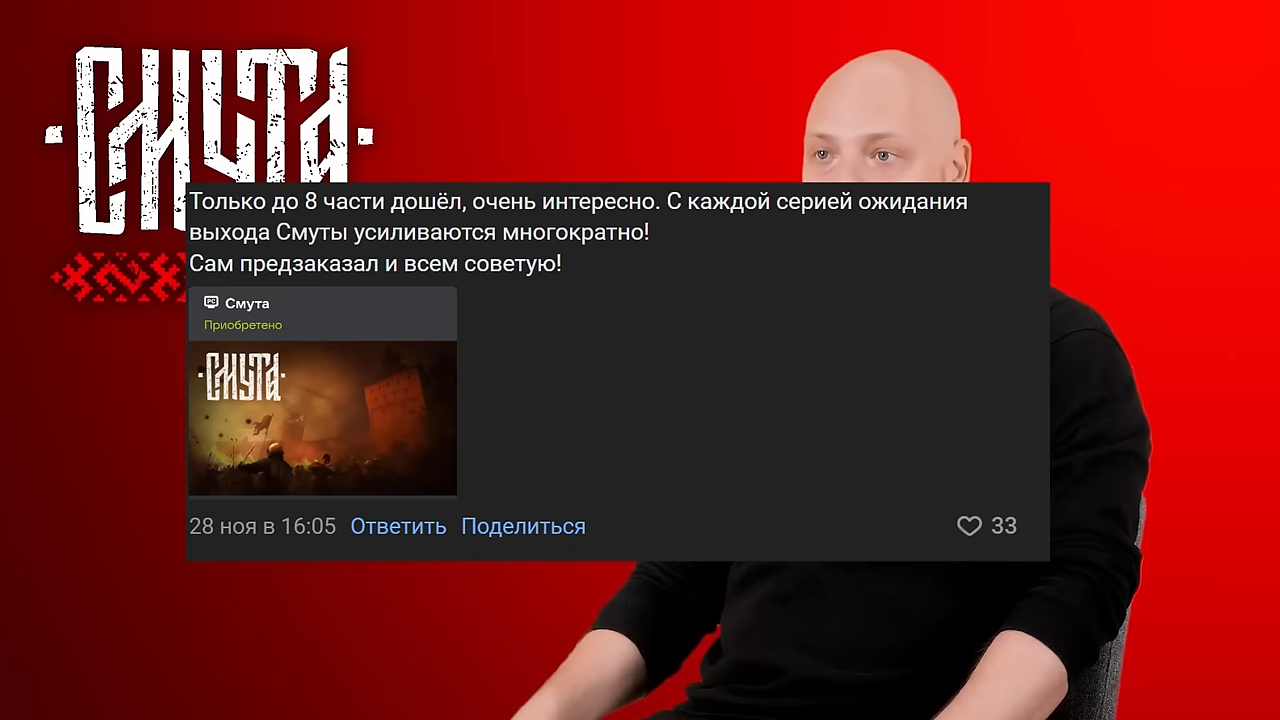 СМУТА
Только до 8 части дошёл, очень интересно. С каждой серией ожидания
выхода Смуты усиливаются многократно!
Сам предзаказал и всем советую!
PC Смута
Приобретено
СМУТА
28 ноя в 16:05 Ответить Поделиться 33